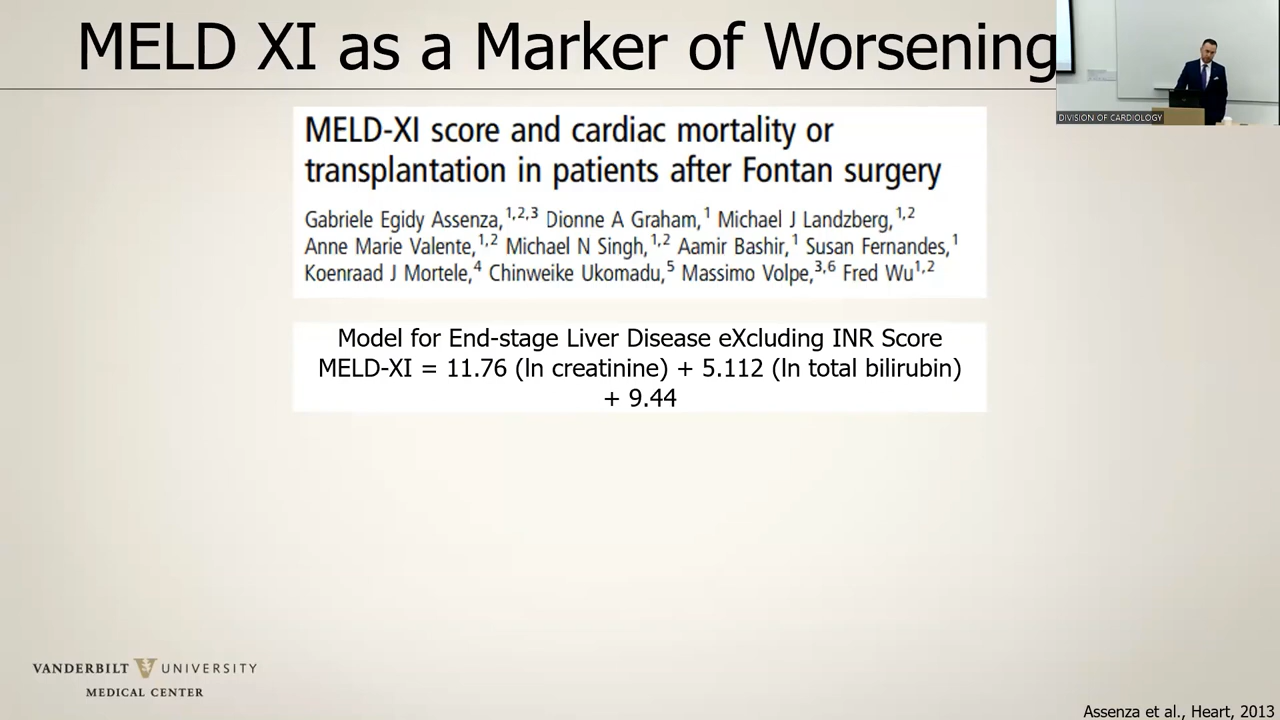 MELD XI as a Marker of Worsening
DIVISION OF CARDIOLOGY
MELD-XI score and cardiac mortality or
transplantation in patients after Fontan surgery
Gabriele Egidy Assenza,1,2,3 Dionne A Graham,1 Michael J Landzberg,1,2
Anne Marie Valente,1,2 Michael N Singh,1,2 Aamir Bashir,1 Susan Fernandes,1
Koenraad J Mortele,4 Chinweike Ukomadu,5 Massimo Volpe,3,6 Fred Wu1,2
Model for End-stage Liver Disease eXcluding INR Score
MELD-XI = 11.76 (ln creatinine) + 5.112 (ln total bilirubin)
+ 9.44
VANDERBILT UNIVERSITY
MEDICAL CENTER
Assenza et al., Heart, 2013